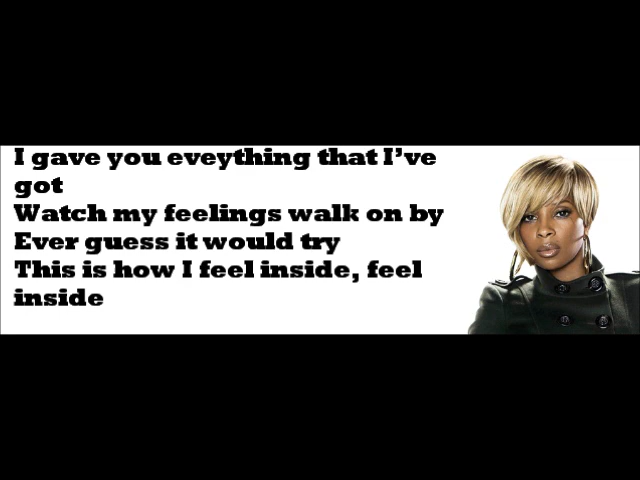 I gave you eveything that I've
got
Watch my feelings walk on by
Ever guess it would try
This is how I feel inside, feel
inside